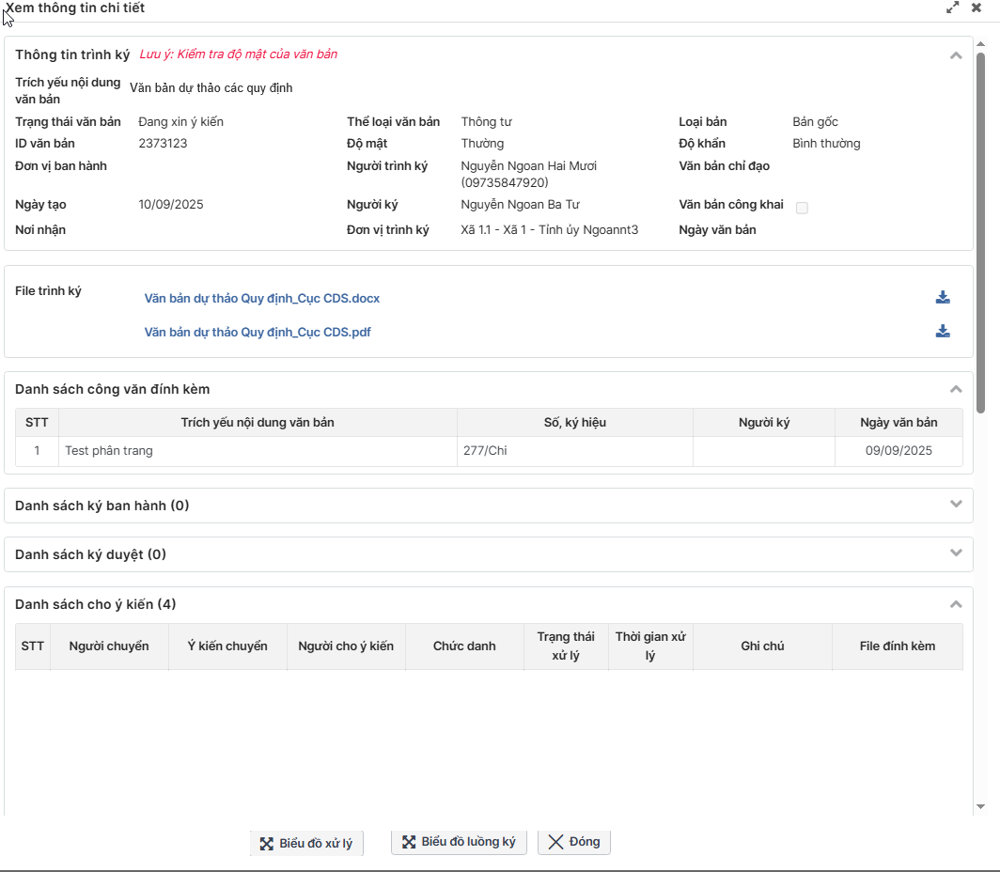 Xem thông tin chi tiết
Thông tin trình ký Lưu ý: Kiểm tra độ mật của văn bản
Trích yếu nội dung văn bản Văn bản dự thảo các quy định
Trạng thái văn bản Đang xin ý kiến Thể loại văn bản Thông tư Loại bản Bản gốc
ID văn bản 2373123 Độ mật Thường Độ khẩn Bình thường
Đơn vị ban hành Người trình ký Nguyễn Ngoan Hai Mươi (09735847920) Văn bản chỉ đạo
Ngày tạo 10/09/2025 Người ký Nguyễn Ngoan Ba Tư Văn bản công khai
Nơi nhận Đơn vị trình ký Xã 1.1 - Xã 1 - Tỉnh ủy Ngoannt3 Ngày văn bản
File trình ký
Văn bản dự thảo Quy định_Cục CDS.docx
Văn bản dự thảo Quy định_Cục CDS.pdf
Danh sách công văn đính kèm
STT Trích yếu nội dung văn bản Số, ký hiệu Người ký Ngày văn bản
1 Test phân trang 277/Chi 09/09/2025
Danh sách ký ban hành (0)
Danh sách ký duyệt (0)
Danh sách cho ý kiến (4)
STT Người chuyển Ý kiến chuyển Người cho ý kiến Chức danh Trạng thái xử lý Thời gian xử lý Ghi chú File đính kèm
Biểu đồ xử lý Biểu đồ luồng ký Đóng